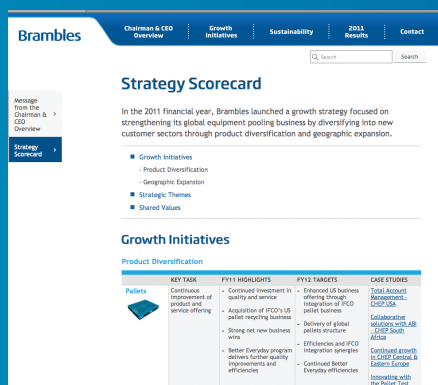 Brambles
Chairman & CEO
Overview
Growth
Initiatives
Sustainability
2011
Results
Contact
Search
Search
Message
from the
Chairman &
CEO
Overview
Strategy
Scorecard
Strategy Scorecard
In the 2011 financial year, Brambles launched a growth strategy focused on
strengthening its global equipment pooling business by diversifying into new
customer sectors through product diversification and geographic expansion.
Growth Initiatives
- Product Diversification
- Geographic Expansion
Strategic Themes
Shared Values
Growth Initiatives
Product Diversification
KEY TASK
FY11 HIGHLIGHTS
FY12 TARGETS
CASE STUDIES
Pallets
Continuous
improvement of
product and
service offering
- Continued investment in
quality and service
- Acquisition of IFCO's US
pallet recycling business
- Strong net new business
wins
- Better Everyday program
delivers further quality
improvements and
efficiencies
- Enhanced US business
offering through
integration of IFCO
pallet business
- Delivery of global
pallets structure
- Efficiencies and IFCO
integration synergies
- Continued Better
Everyday efficiencies
Total Account
Management -
CHEP USA
Collaborative
solutions with ABI
- CHEP South
Africa
Continued growth
in CHEP Central &
Eastern Europe
Innovating with
the Pallet Test